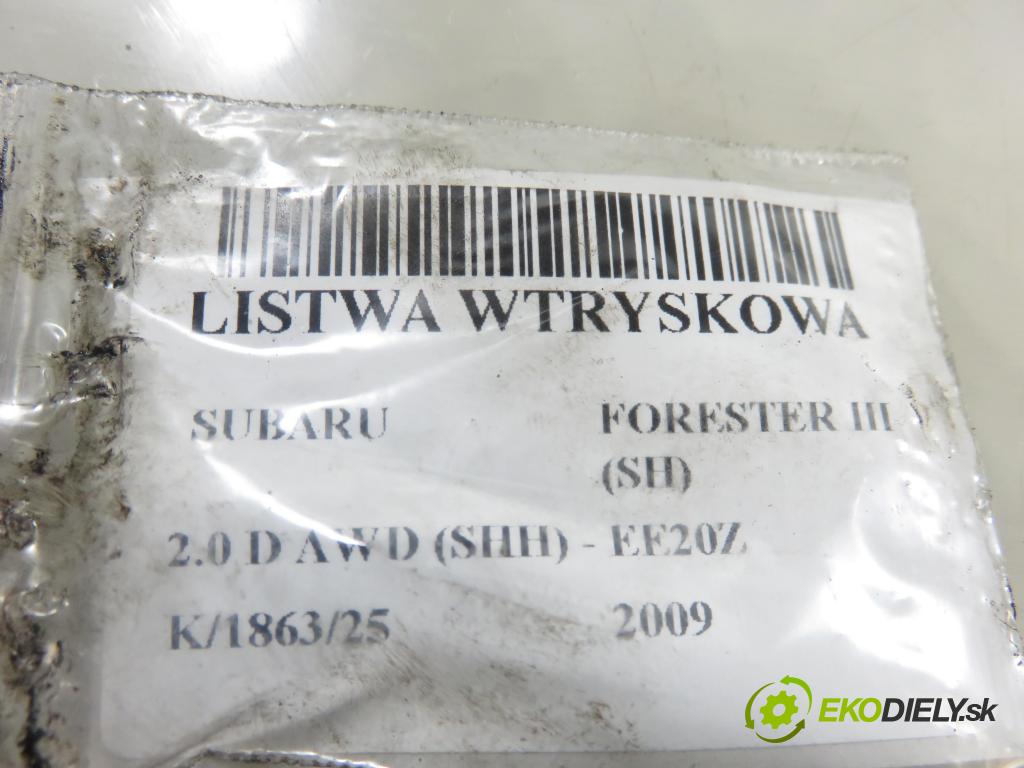 LISTWA WTRYSKOWA
SUBARU FORESTER III
(SH)
2.0 D AWD (SHH) - EE20Z
K/1863/25 2009
EKODIELY.sk